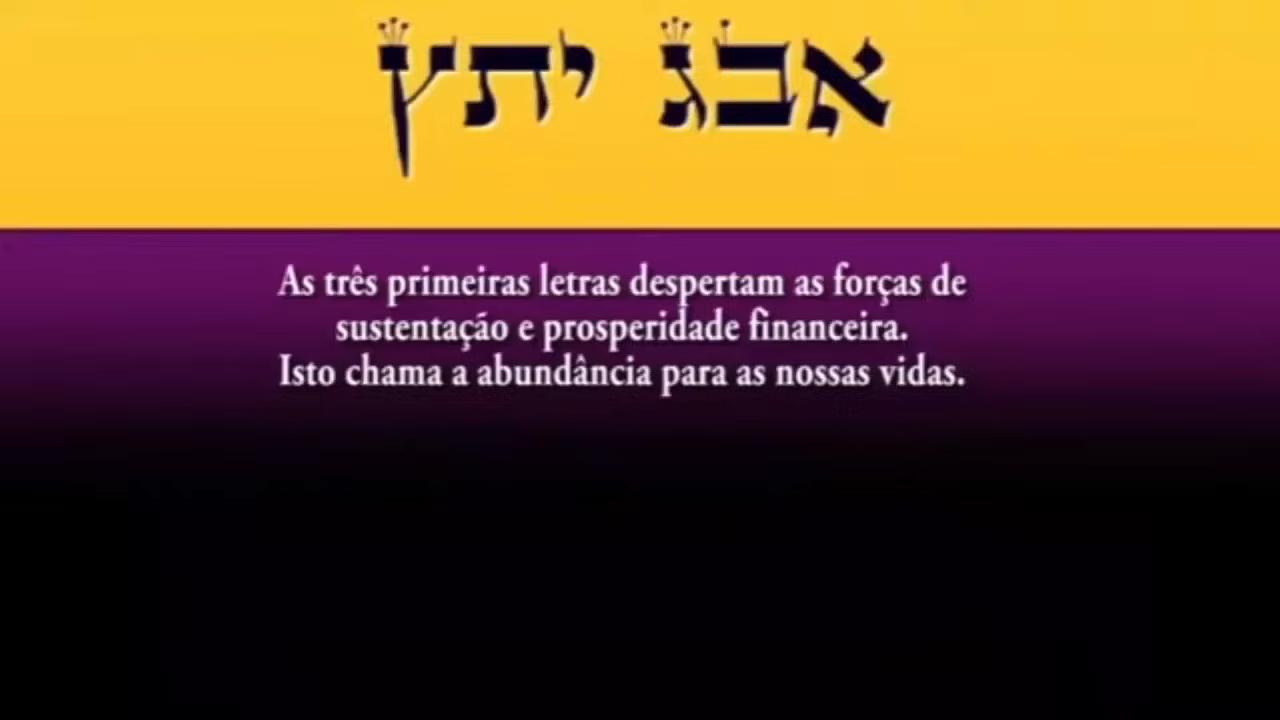 אבג יתץ
As três primeiras letras despertam as forças de
sustentação e prosperidade financeira.
Isto chama a abundância para as nossas vidas.